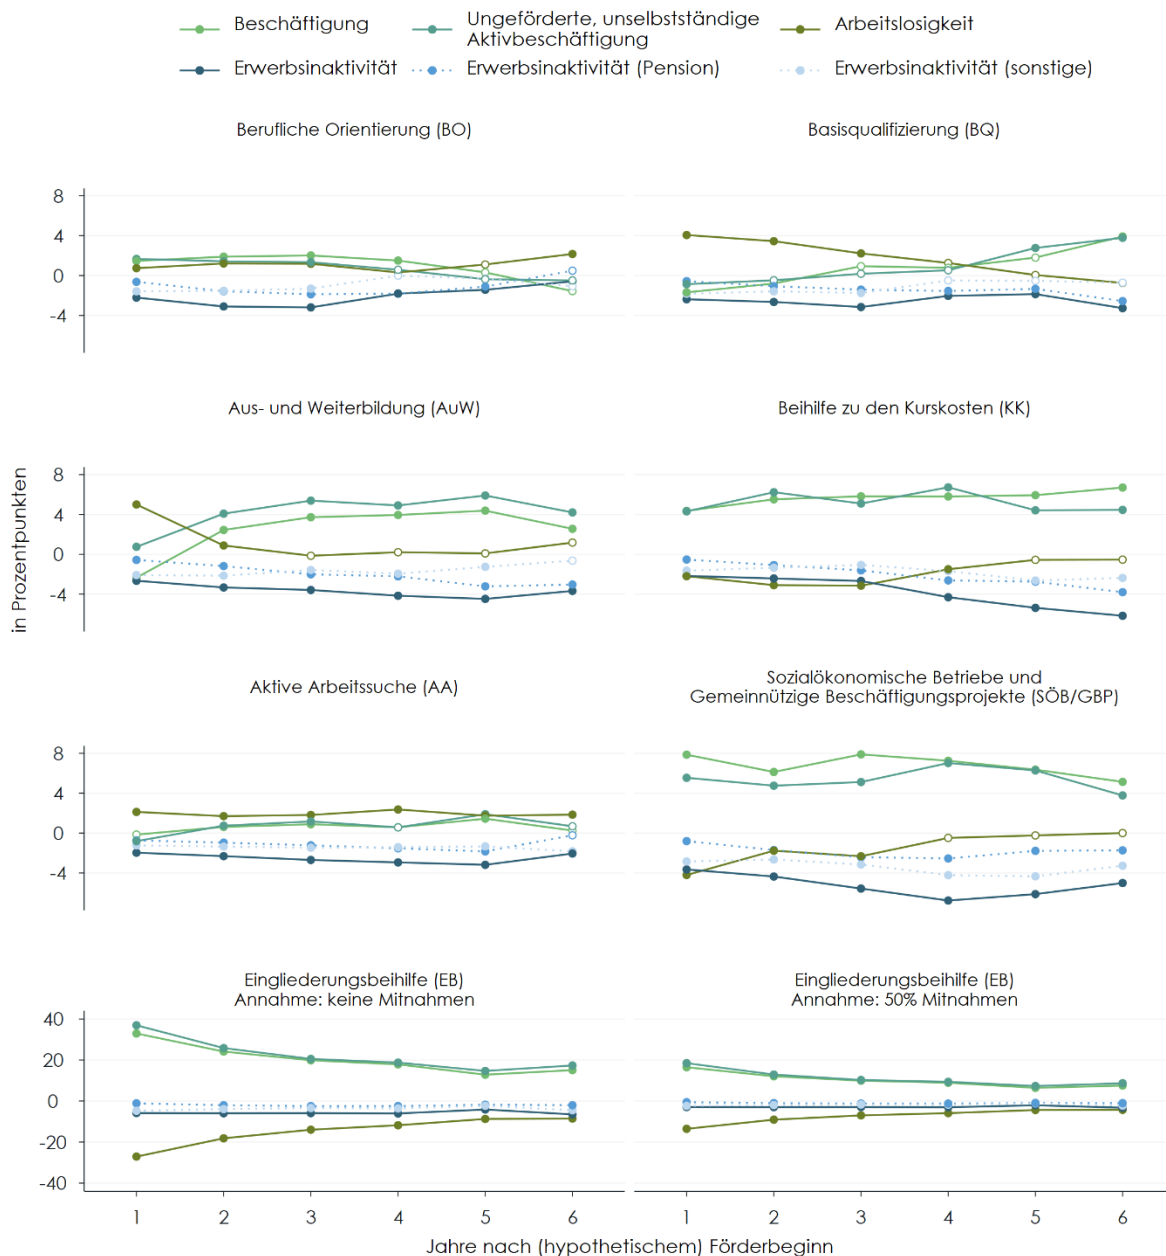 Beschäftigung
Ungeförderte, unselbstständige
Aktivbeschäftigung
Arbeitslosigkeit
Erwerbsinaktivität
Erwerbsinaktivität (Pension)
Erwerbsinaktivität (sonstige)
Berufliche Orientierung (BO)
Basisqualifizierung (BQ)
8
4
0
-4
Aus- und Weiterbildung (AuW)
Beihilfe zu den Kurskosten (KK)
8
4
0
-4
in Prozentpunkten
Aktive Arbeitssuche (AA)
Sozialökonomische Betriebe und
Gemeinnützige Beschäftigungsprojekte (SÖB/GBP)
8
4
0
-4
Eingliederungsbeihilfe (EB)
Annahme: keine Mitnahmen
Eingliederungsbeihilfe (EB)
Annahme: 50% Mitnahmen
40
20
0
-20
-40
1 2 3 4 5 6
1 2 3 4 5 6
Jahre nach (hypothetischem) Förderbeginn